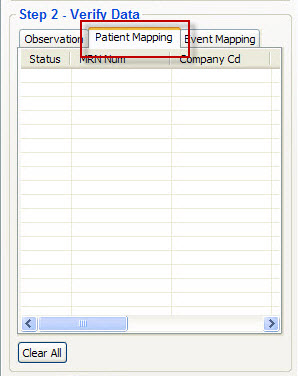 Step 2 - Verify Data
Observation Patient Mapping Event Mapping
Status MRN Num Company Cd
Clear All